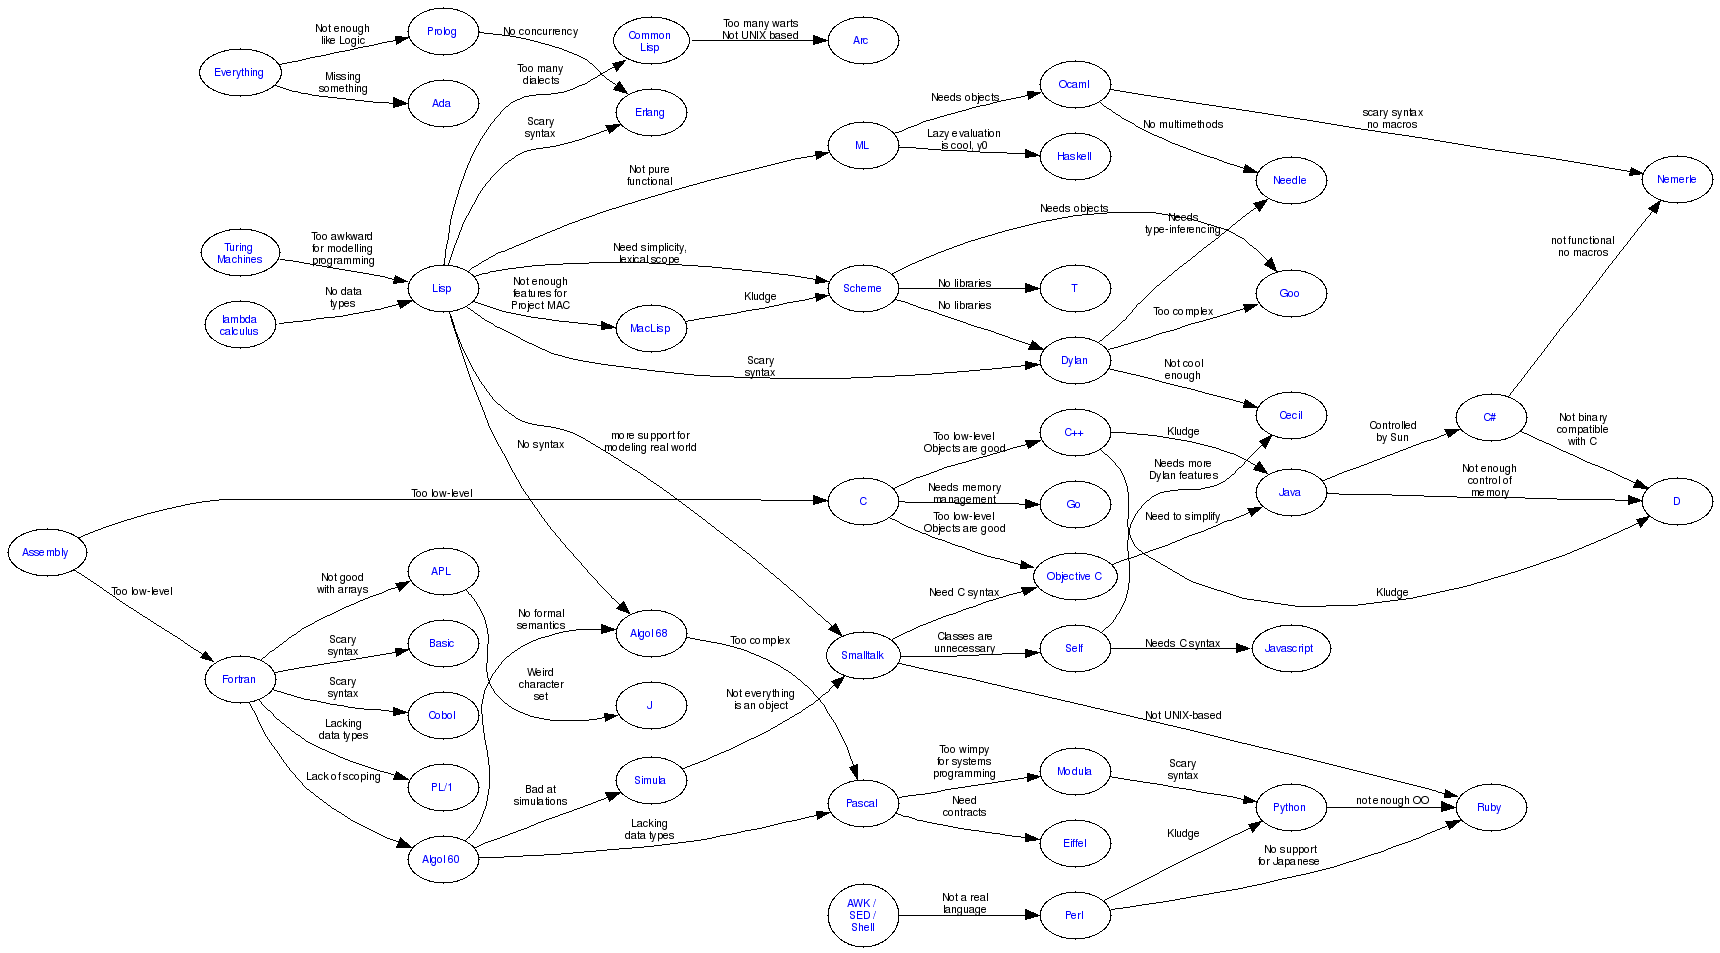 Everything
Not enough
like Logic
Missing
something
Prolog
Ada
No concurrency
Too many
dialects
Scary
syntax
Common
Lisp
Erlang
Too many warts
Not UNIX based
Arc
Turing
Machines
lambda
calculus
Too awkward
for modelling
programming
No data
types
Lisp
Not pure
functional
Need simplicity,
lexical scope
Not enough
features for
Project MAC
MacLisp
Kludge
Scary
syntax
ML
Needs objects
Lazy evaluation
is cool, y0
Ocaml
Haskell
No multimethods
scary syntax
no macros
Needle
Nemerle
Needs objects
Needs
type-inferencing
Scheme
No libraries
No libraries
T
Dylan
Too complex
Goo
Not cool
enough
Cecil
not functional
no macros
No syntax
more support for
modeling real world
Assembly
Too low-level
Too low-level
C
Too low-level
Objects are good
Needs memory
management
Too low-level
Objects are good
C++
Go
Objective C
Kludge
Needs more
Dylan features
Need to simplify
Java
Controlled
by Sun
C#
Not binary
compatible
with C
Not enough
control of
memory
D
Kludge
Fortran
Not good
with arrays
Scary
syntax
Scary
syntax
Lacking
data types
Lack of scoping
APL
Basic
Cobol
PL/1
Algol 60
No formal
semantics
Weird
character
set
Bad at
simulations
Lacking
data types
Algol 68
J
Simula
Too complex
Not everything
is an object
Smalltalk
Need C syntax
Classes are
unnecessary
Self
Needs C syntax
Javascript
Not UNIX-based
Pascal
Too wimpy
for systems
programming
Need
contracts
Modula
Eiffel
Scary
syntax
Python
not enough OO
Ruby
AWK /
SED /
Shell
Not a real
language
Perl
Kludge
No support
for Japanese